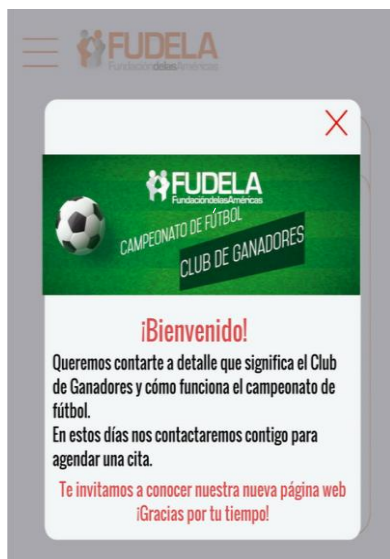 FUDELA
FundacióndelasAméricas
FUDELA
FundacióndelasAméricas
CAMPEONATO DE FÚTBOL
CLUB DE GANADORES
¡Bienvenido!
Queremos contarte a detalle que significa el Club
de Ganadores y cómo funciona el campeonato de
fútbol.
En estos días nos contactaremos contigo para
agendar una cita.
Te invitamos a conocer nuestra nueva página web
¡Gracias por tu tiempo!